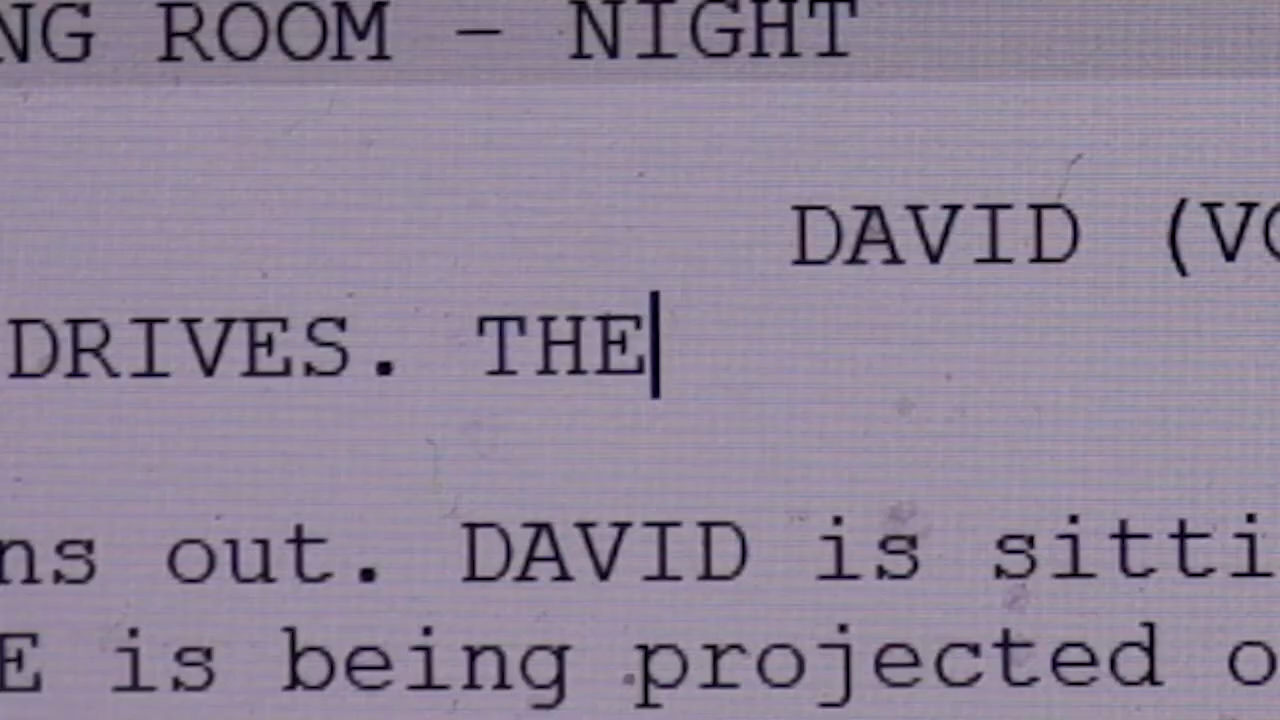 NG ROOM – NIGHT
DAVID (VO
DRIVES. THE
ns out. DAVID is sitti
E is being projected o